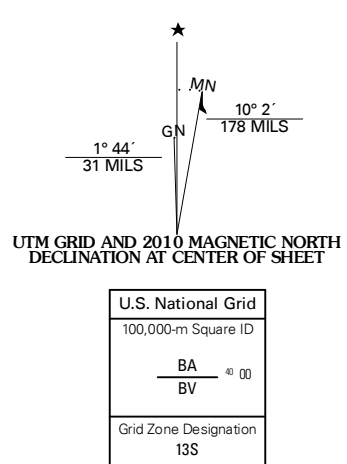 ★
MN
GN
10° 2´
178 MILS
1° 44´
31 MILS
UTM GRID AND 2010 MAGNETIC NORTH
DECLINATION AT CENTER OF SHEET
U.S. National Grid
100,000-m Square ID
BA
BV
40 00
Grid Zone Designation
13S